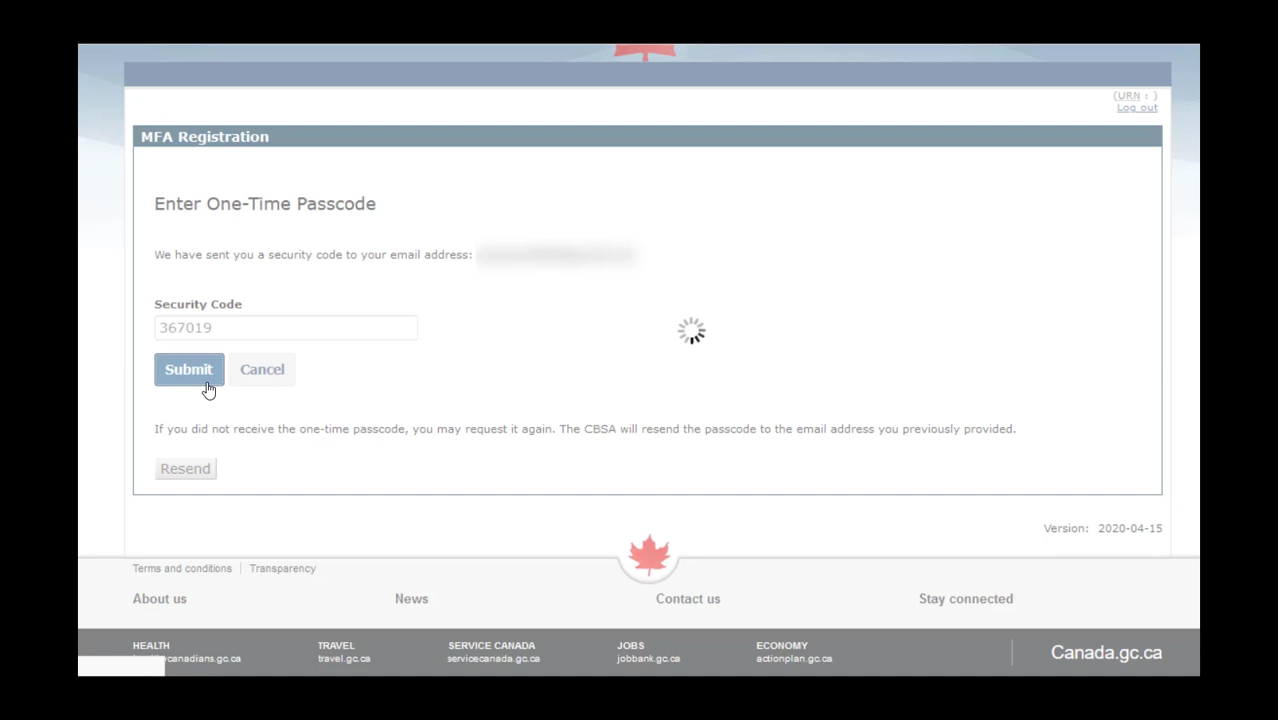 (URN : )
Log out
MFA Registration
Enter One-Time Passcode
We have sent you a security code to your email address:
Security Code
367019
Submit Cancel
If you did not receive the one-time passcode, you may request it again. The CBSA will resend the passcode to the email address you previously provided.
Resend
Version: 2020-04-15
Terms and conditions Transparency
About us News Contact us Stay connected
HEALTH TRAVEL SERVICE CANADA JOBS ECONOMY
canadians.gc.ca travel.gc.ca servicecanada.gc.ca jobbank.gc.ca actionplan.gc.ca
Canada.gc.ca